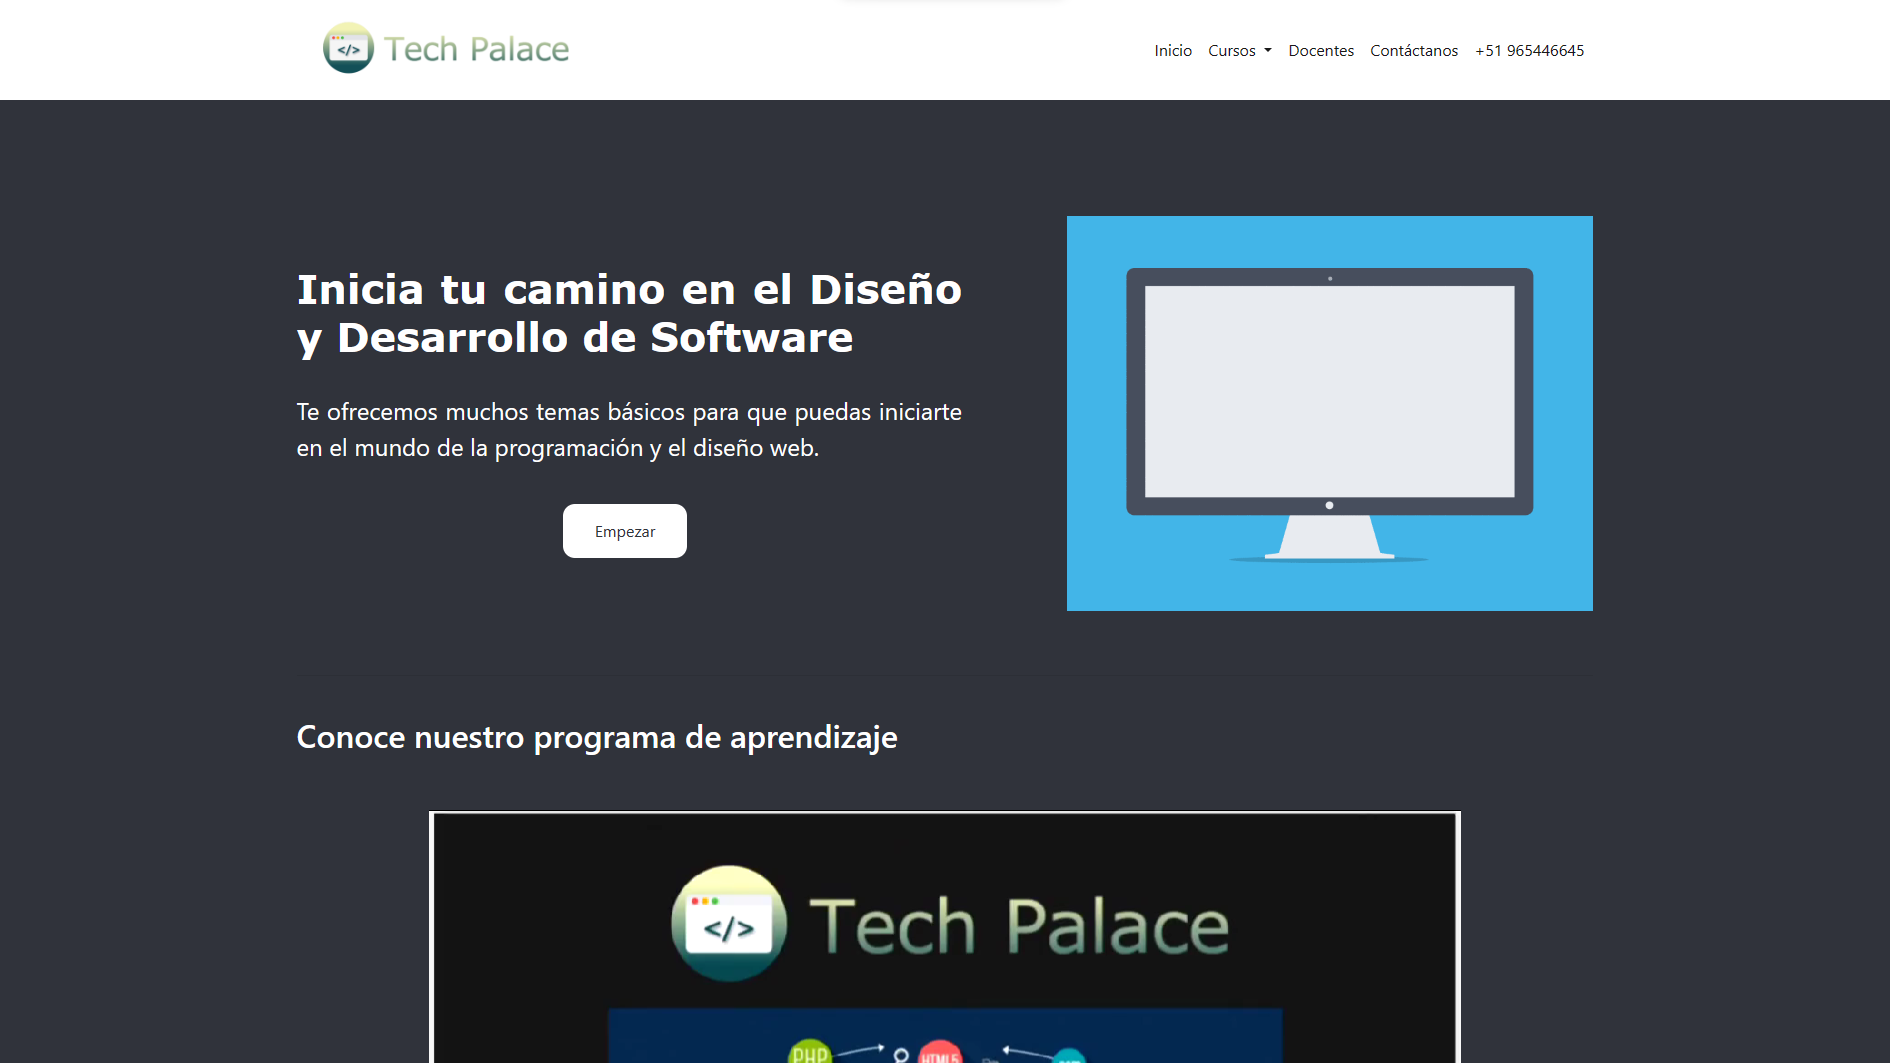 </> Tech Palace
Inicio Cursos Docentes Contáctanos +51 965446645
Inicia tu camino en el Diseño
y Desarrollo de Software
Te ofrecemos muchos temas básicos para que puedas iniciarte
en el mundo de la programación y el diseño web.
Empezar
Conoce nuestro programa de aprendizaje
</> Tech Palace
PHP HTML5